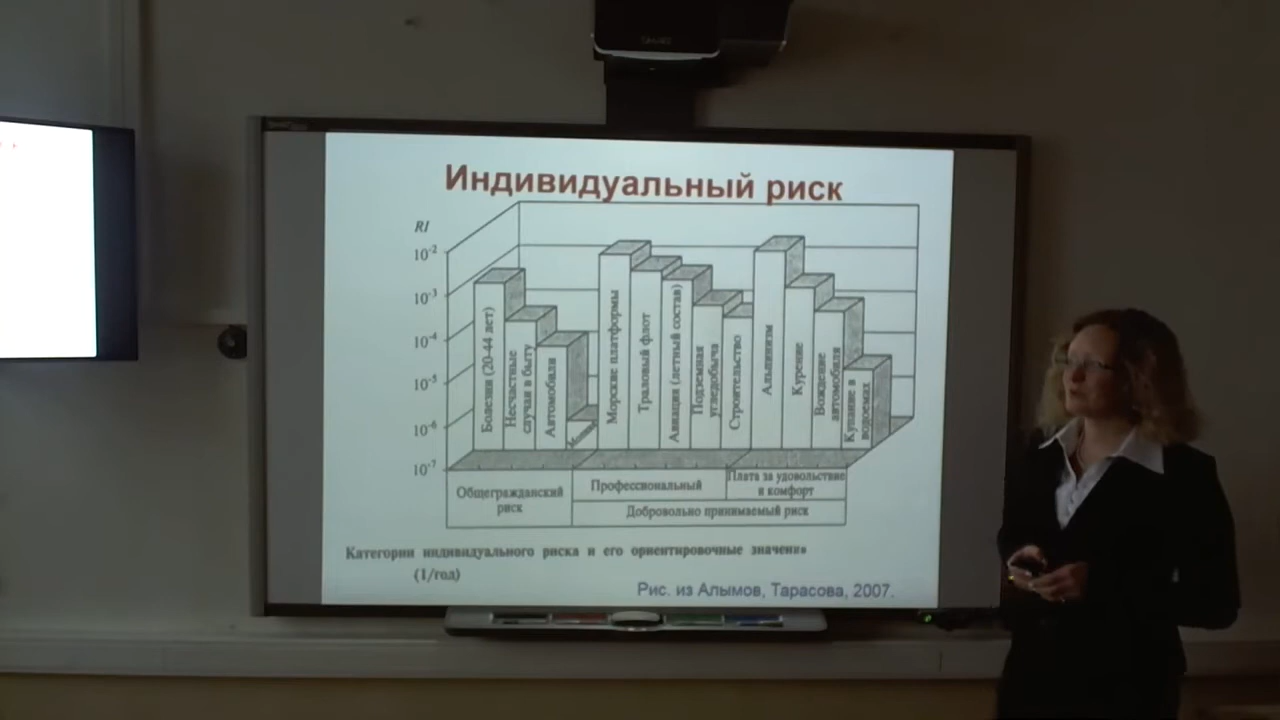 Индивидуальный риск
RI
10-2
10-3
10-4
10-5
10-6
10-7
Болезни (20-44 лет)
Несчастные
случаи в быту
Автомобили
Морские платформы
Траловый флот
Авиация (летный состав)
Подземная
угледобыча
Строительство
Альпинизм
Курение
Вождение
автомобиля
Купание в
водоемах
Общегражданский
риск
Профессиональный
Плата за удовольствие
и комфорт
Добровольно принимаемый риск
Категории индивидуального риска и его ориентировочные значения
(1/год)
Рис. из Алымов, Тарасова, 2007.